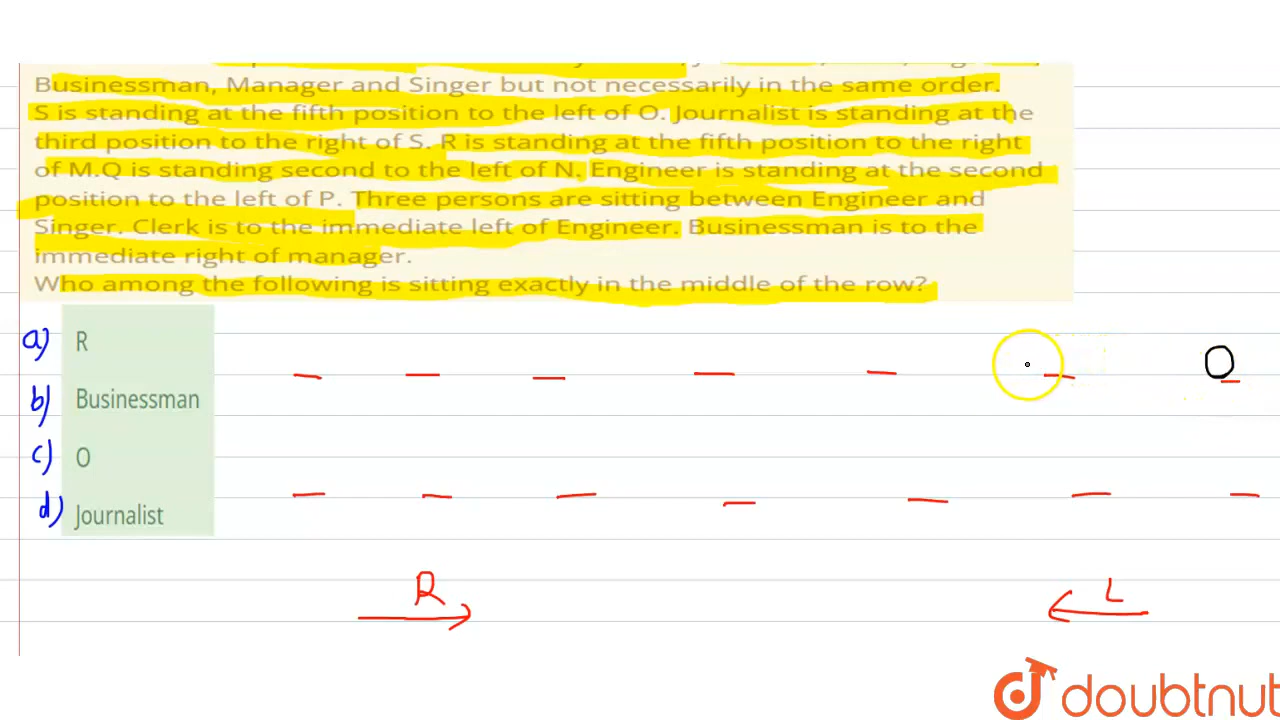 Businessman, Manager and Singer but not necessarily in the same order.
S is standing at the fifth position to the left of O. Journalist is standing at the
third position to the right of S. R is standing at the fifth position to the right
of M.Q is standing second to the left of N. Engineer is standing at the second
position to the left of P. Three persons are sitting between Engineer and
Singer. Clerk is to the immediate left of Engineer. Businessman is to the
immediate right of manager.
Who among the following is sitting exactly in the middle of the row?
a) R
b) Businessman
c) O
d) Journalist
O
R
L
doubtnut